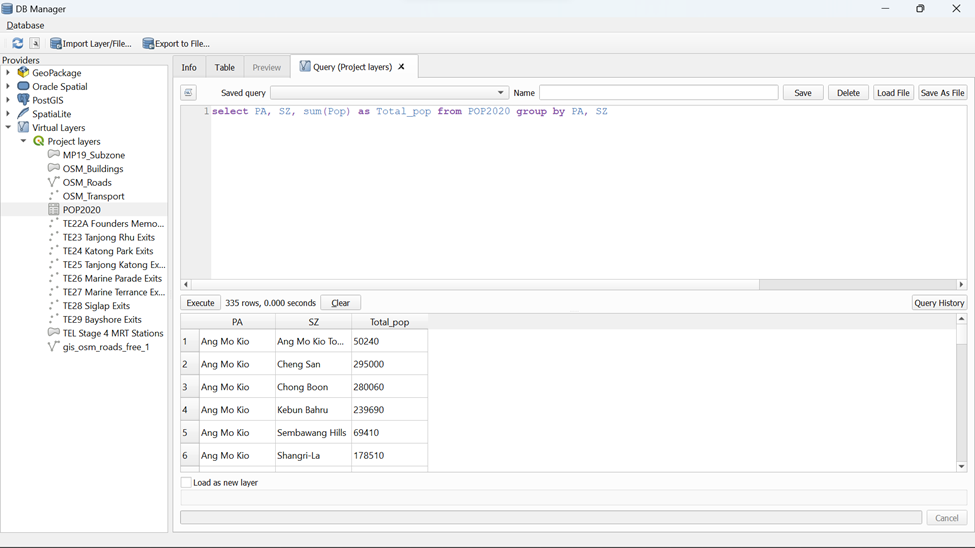 DB Manager
Database
Import Layer/File...
Export to File...
Providers
GeoPackage
Oracle Spatial
PostGIS
SpatiaLite
Virtual Layers
Project layers
MP19_Subzone
OSM_Buildings
OSM_Roads
OSM_Transport
POP2020
TE22A Founders Memo...
TE23 Tanjong Rhu Exits
TE24 Katong Park Exits
TE25 Tanjong Katong Ex...
TE26 Marine Parade Exits
TE27 Marine Terrance Ex...
TE28 Siglap Exits
TE29 Bayshore Exits
TEL Stage 4 MRT Stations
gis_osm_roads_free_1
Info Table Preview Query (Project layers)
Saved query Name Save Delete Load File Save As File
1 select PA, SZ, sum(Pop) as Total_pop from POP2020 group by PA, SZ
Execute 335 rows, 0.000 seconds Clear Query History
PA SZ Total_pop
1 Ang Mo Kio Ang Mo Kio To... 50240
2 Ang Mo Kio Cheng San 295000
3 Ang Mo Kio Chong Boon 280060
4 Ang Mo Kio Kebun Bahru 239690
5 Ang Mo Kio Sembawang Hills 69410
6 Ang Mo Kio Shangri-La 178510
Load as new layer
Cancel